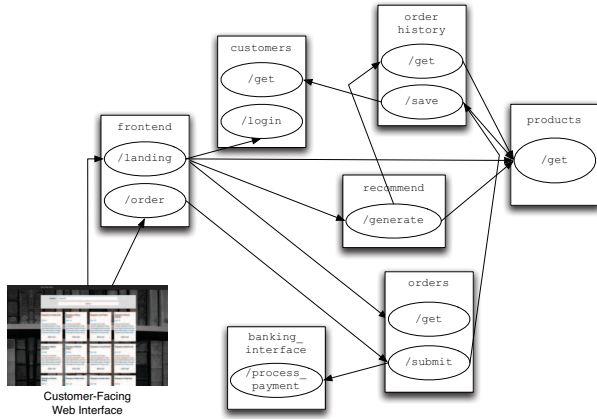 order
history
/get
/save
customers
/get
/login
products
/get
frontend
/landing
/order
recommend
/generate
orders
/get
/submit
banking_
interface
/process_
payment
Customer-Facing
Web Interface